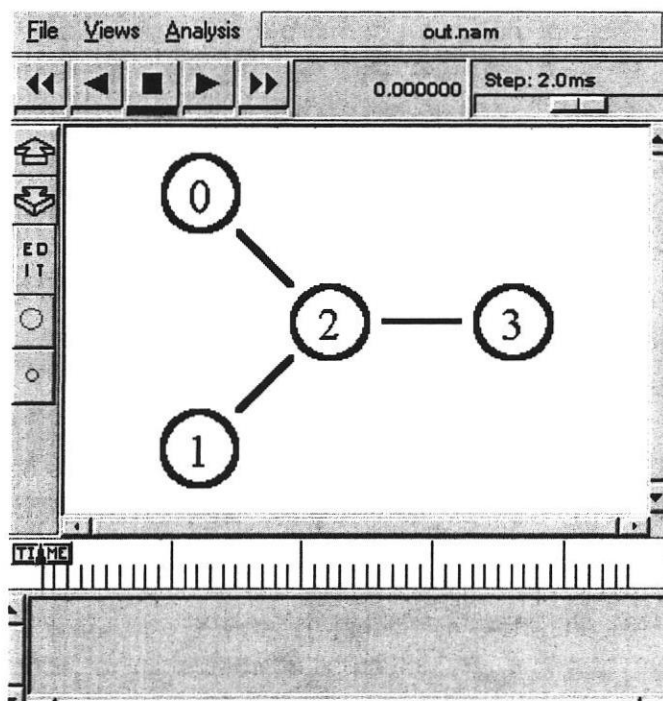 File Views Analysis out.nam
0.000000 Step: 2.0ms
0
ED
IT
2 3
1
TIME